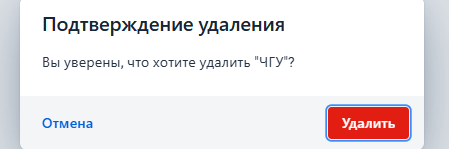 Подтверждение удаления
Вы уверены, что хотите удалить "ЧГУ"?
Отмена
Удалить